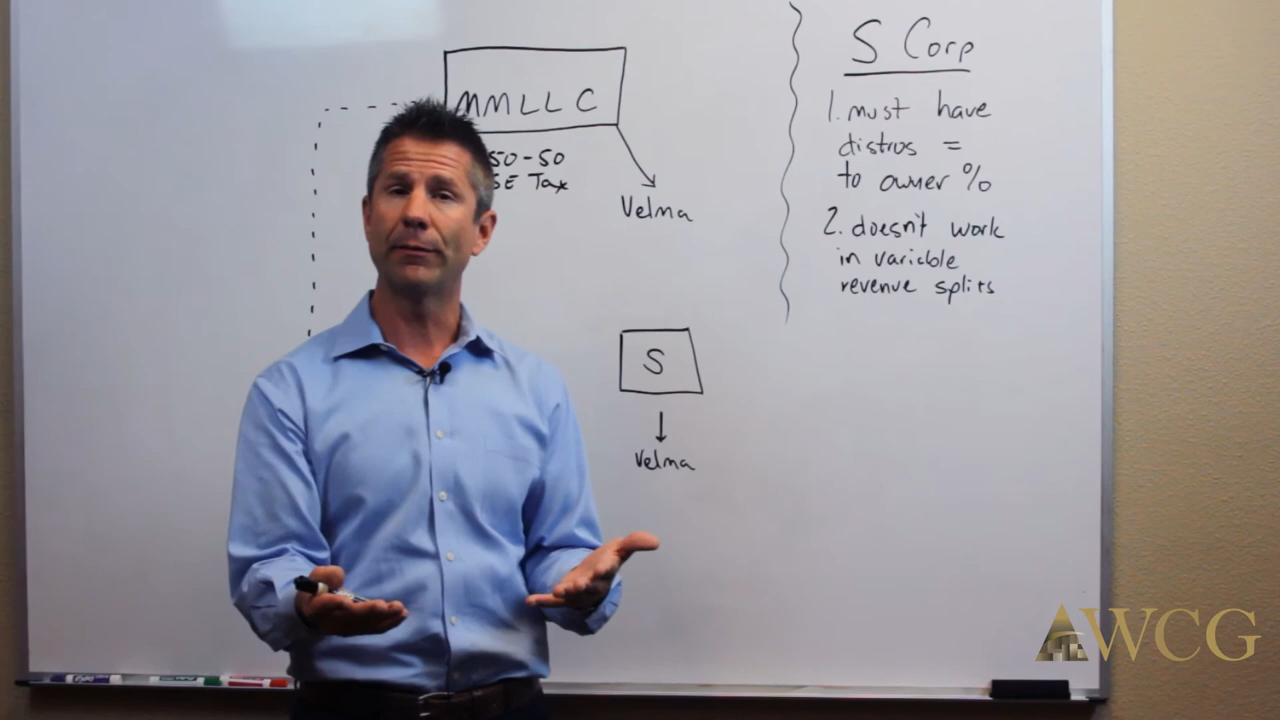 MMLLC
50-50
SE Tax
Velma
S
Velma
S Corp
1. must have
distros =
to owner %
2. doesn't work
in variable
revenue splits
AWCG